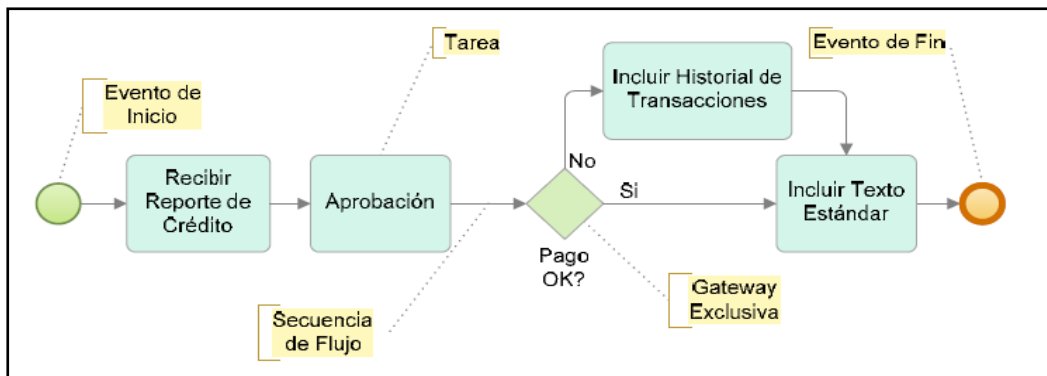 Tarea
Evento de Fin
Evento de
Inicio
Incluir Historial de
Transacciones
No
Recibir
Reporte de
Crédito
Aprobación
Si
Incluir Texto
Estándar
Pago
OK?
Gateway
Exclusiva
Secuencia
de Flujo